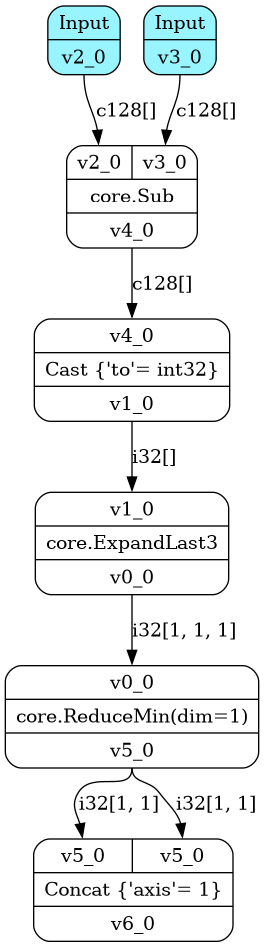 Input
v2_0
Input
v3_0
c128[]
c128[]
v2_0 v3_0
core.Sub
v4_0
c128[]
v4_0
Cast {'to'= int32}
v1_0
i32[]
v1_0
core.ExpandLast3
v0_0
i32[1, 1, 1]
v0_0
core.ReduceMin(dim=1)
v5_0
i32[1, 1]
i32[1, 1]
v5_0 v5_0
Concat {'axis'= 1}
v6_0